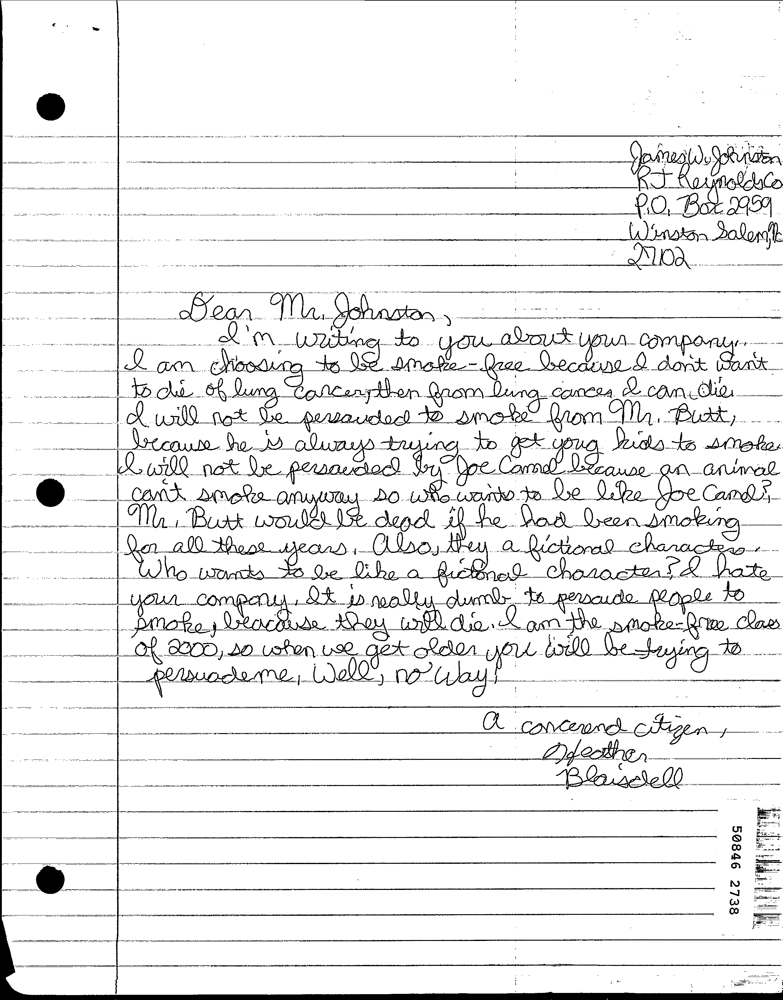 James W. Johnston
RJ Reynolds Co
P.O. Box 2959
Winston Salem, Nc
27102
Dear Mr. Johnston,
I'm writing to you about your company.
I am choosing to be smoke-free because I don't want
to die of lung cancer, then from lung cancer I can die.
I will not be persauded to smoke from Mr. Butt,
because he is always trying to get youg kids to smoke.
I will not be persauded by Joe Camel because an animal
can't smoke anyway so who wants to be like Joe Camel?
Mr. Butt would be dead if he had been smoking
for all these years. Also, they a fictional characters.
Who wants to be like a fictonal character? I hate
your company. It is really dumb to persaude people to
smoke, beacause they will die. I am the smoke-free class
of 2000, so when we get older you will be trying to
persuade me, Well, no way!
A concerend citizen,
Heather
Blaisdell
50846 2738